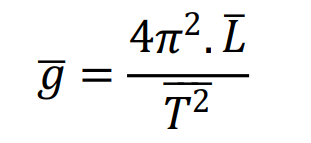 g̅ = 4π². L̅ / T̅²̅